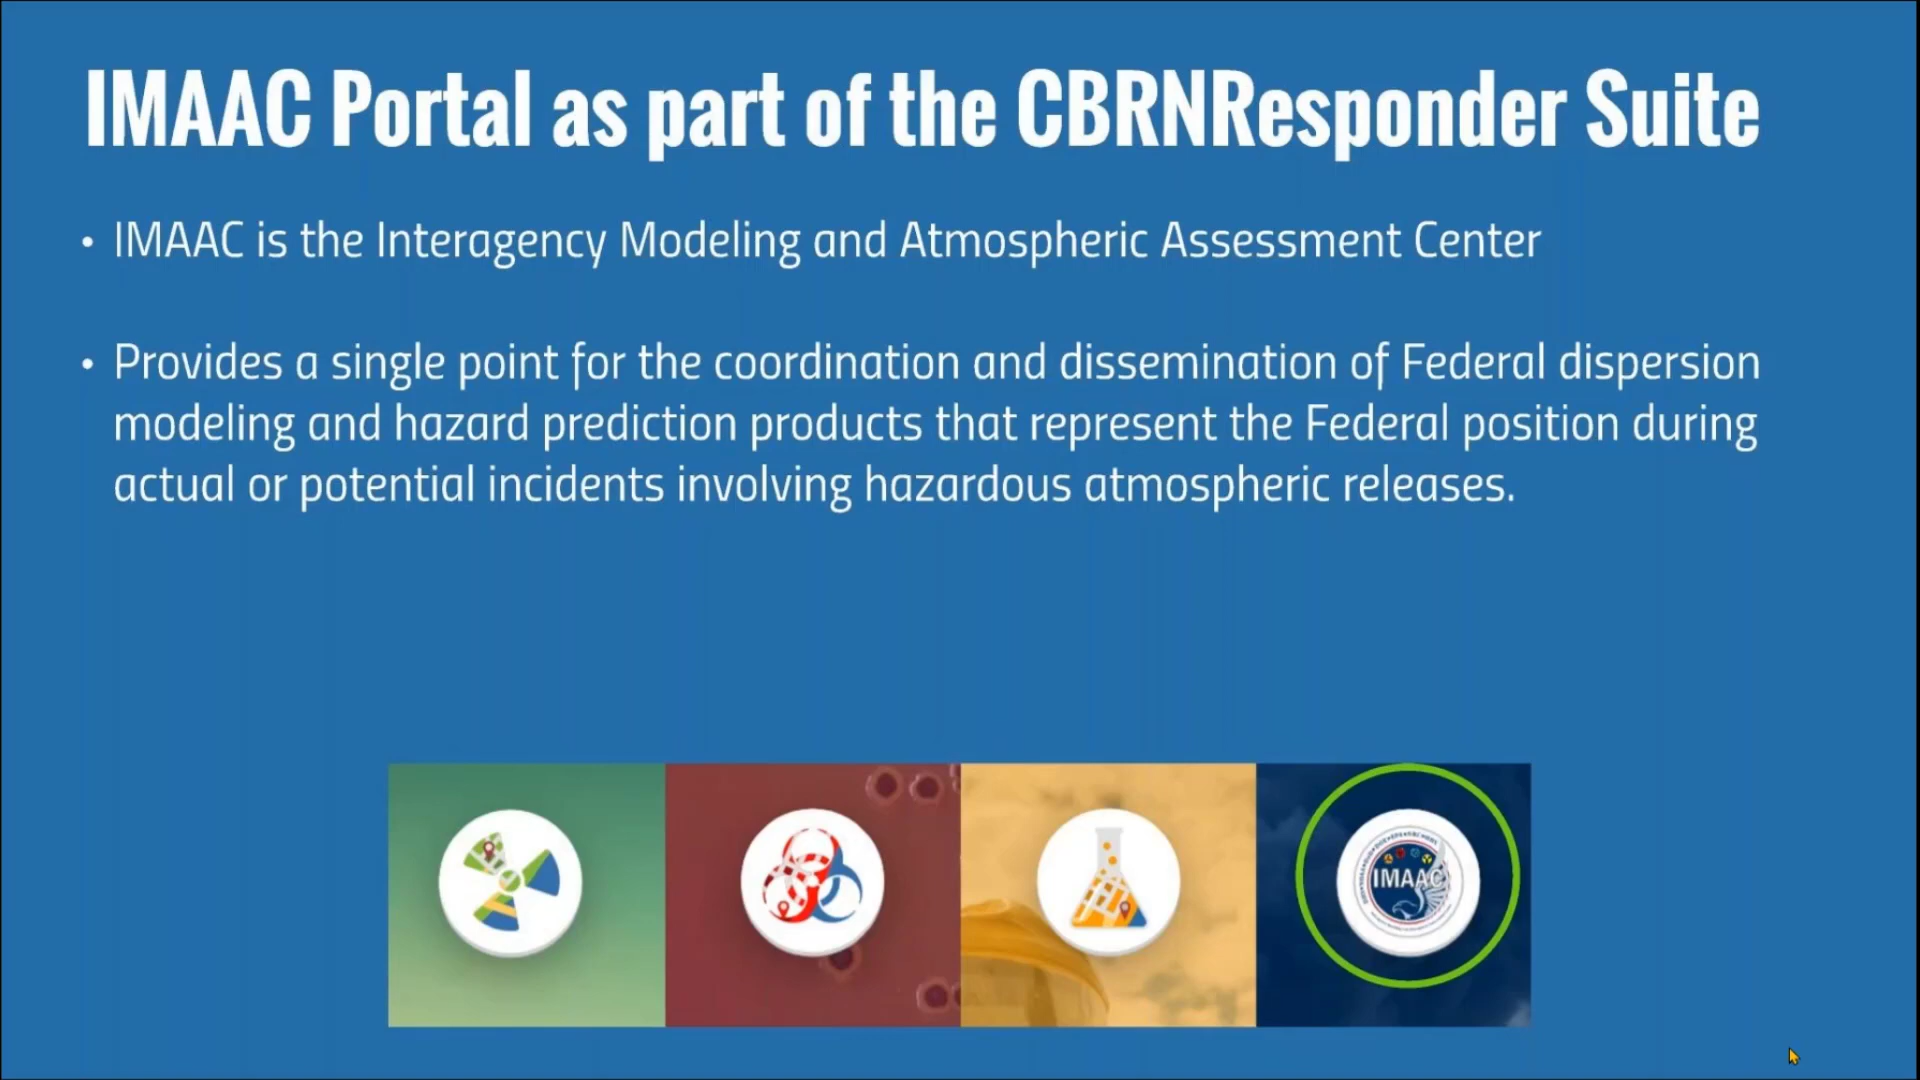 IMAAC Portal as part of the CBRNResponder Suite
• IMAAC is the Interagency Modeling and Atmospheric Assessment Center
• Provides a single point for the coordination and dissemination of Federal dispersion
modeling and hazard prediction products that represent the Federal position during
actual or potential incidents involving hazardous atmospheric releases.
IMAAC